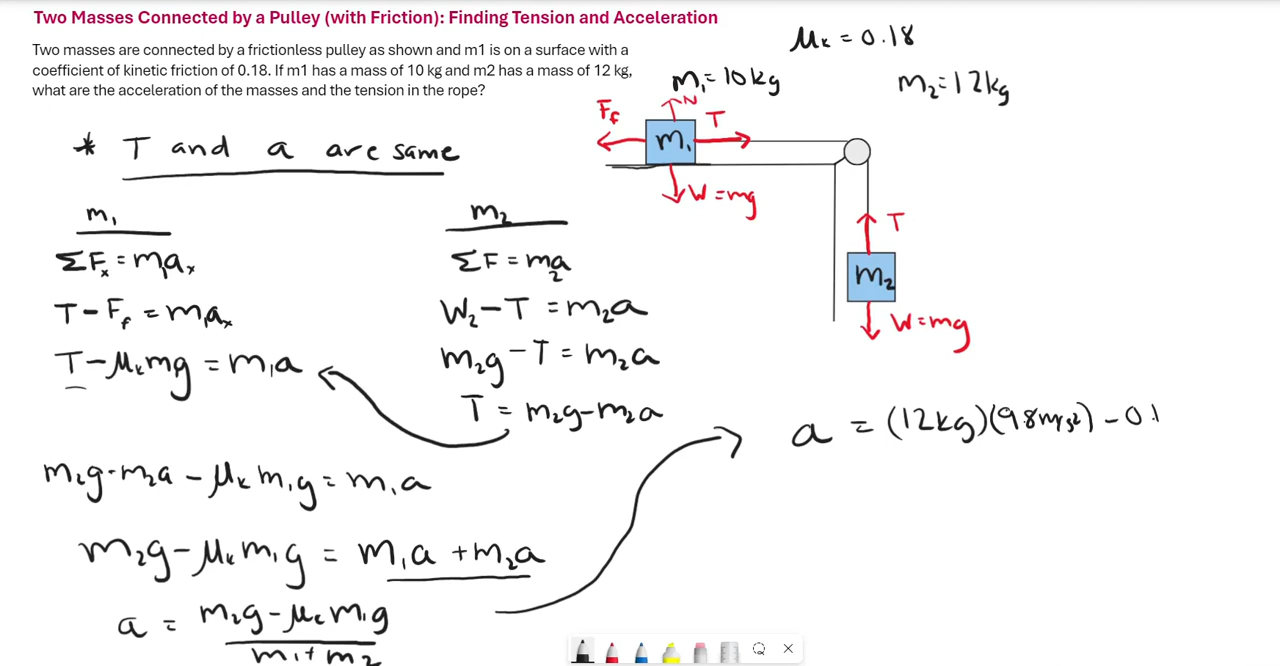 Two Masses Connected by a Pulley (with Friction): Finding Tension and Acceleration
Two masses are connected by a frictionless pulley as shown and m1 is on a surface with a
coefficient of kinetic friction of 0.18. If m1 has a mass of 10 kg and m2 has a mass of 12 kg,
what are the acceleration of the masses and the tension in the rope?
μₖ = 0.18
m₁ = 10kg
m₂ = 12kg
F_f
N
T
m₁
W = mg
T
m₂
W = mg
* T and a are same
m₁
ΣFₓ = m₁aₓ
T - F_f = m₁aₓ
T - μₖmg = m₁a
m₂
ΣF = m₂a
W₂ - T = m₂a
m₂g - T = m₂a
T = m₂g - m₂a
m₂g - m₂a - μₖm₁g = m₁a
m₂g - μₖm₁g = m₁a + m₂a
a = (m₂g - μₖm₁g) / (m₁ + m₂)
a = (12kg)(9.8m/s²) - 0.1